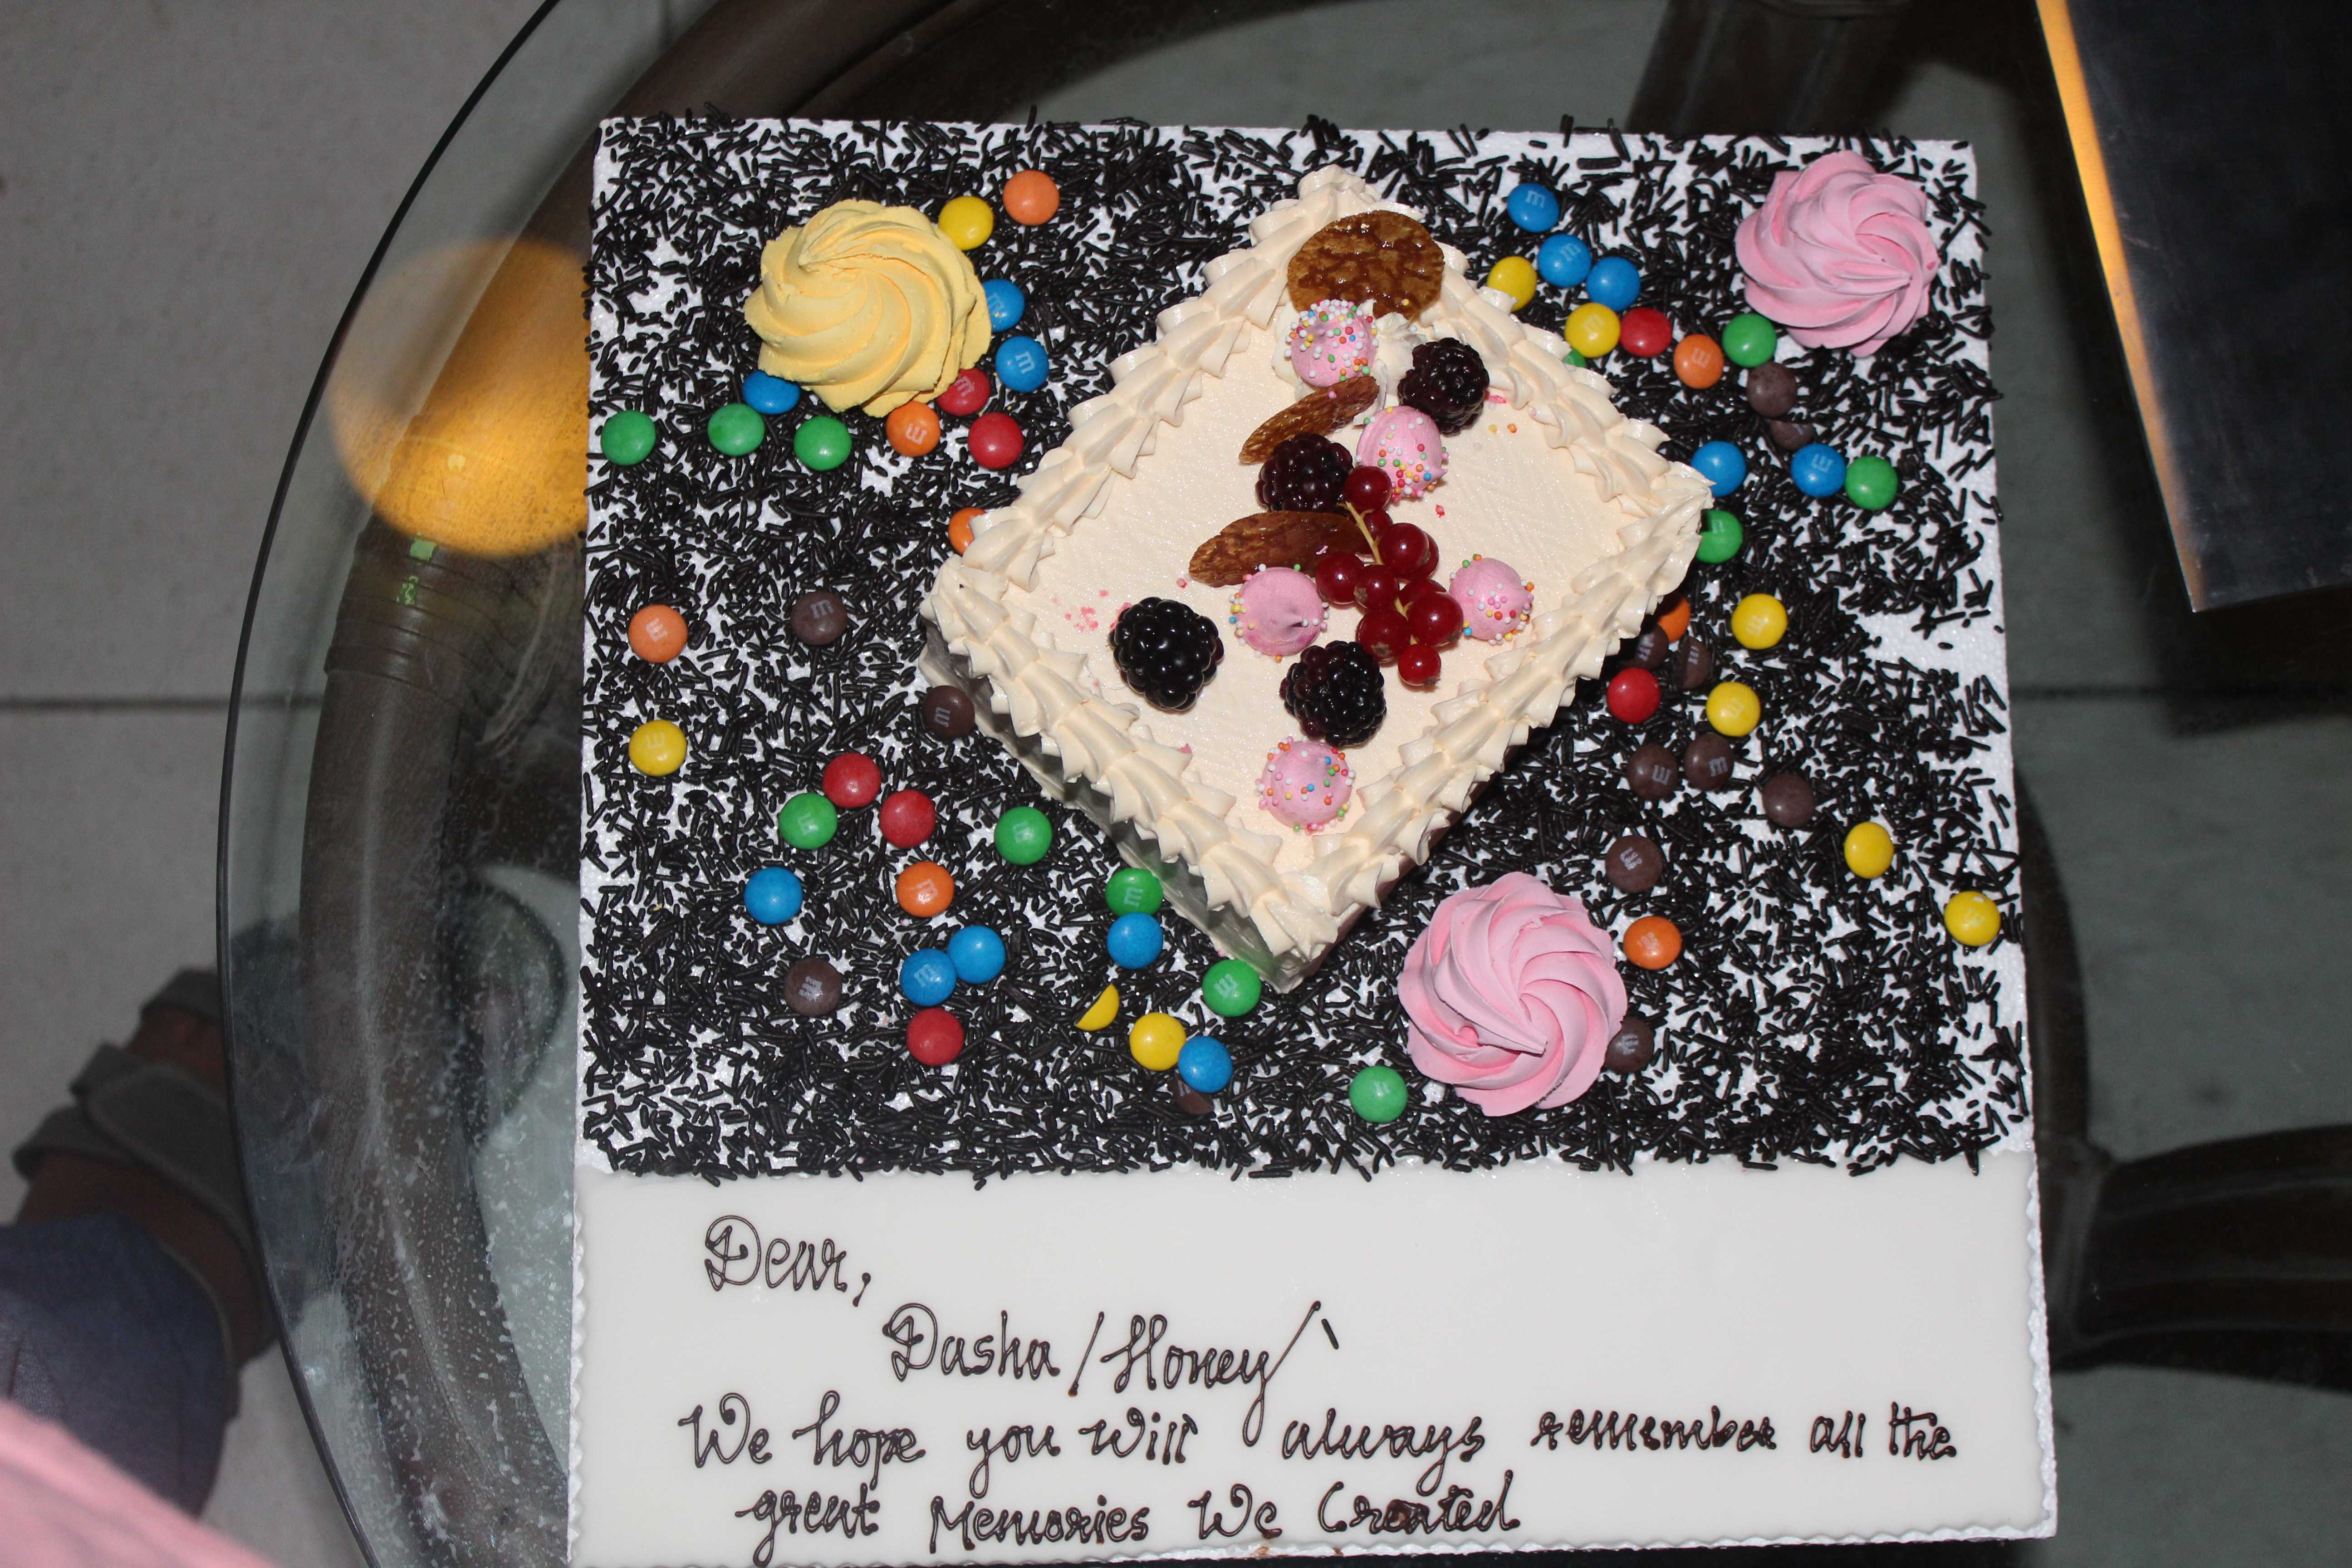 Dear,
Dasha/Honey/
We hope you will always remember all the
great Memories We Created